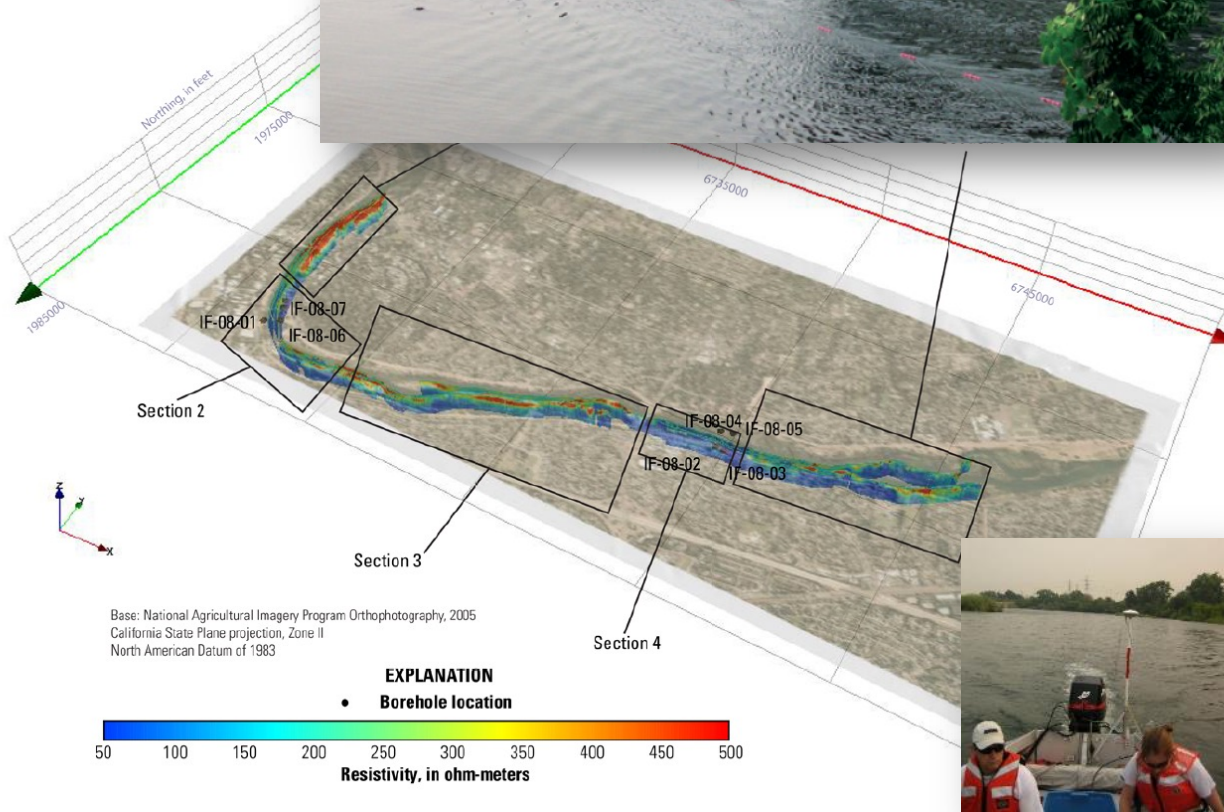 Northing, in feet
1975000
1985000
6735000
6745000
IF-08-01
IF-08-07
IF-08-06
Section 2
IF-08-04
IF-08-05
IF-08-02
IF-08-03
Section 3
Section 4
Z
Y
X
Base: National Agricultural Imagery Program Orthophotography, 2005
California State Plane projection, Zone II
North American Datum of 1983
EXPLANATION
Borehole location
50 100 150 200 250 300 350 400 450 500
Resistivity, in ohm-meters